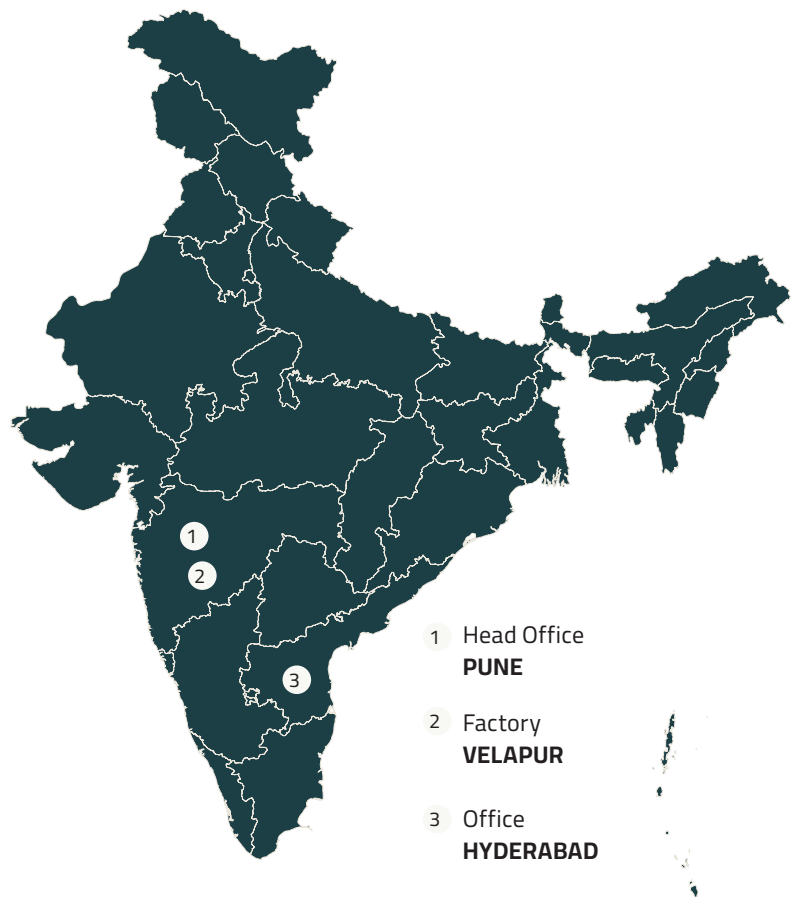 1
2
3
1 Head Office
PUNE
2 Factory
VELAPUR
3 Office
HYDERABAD